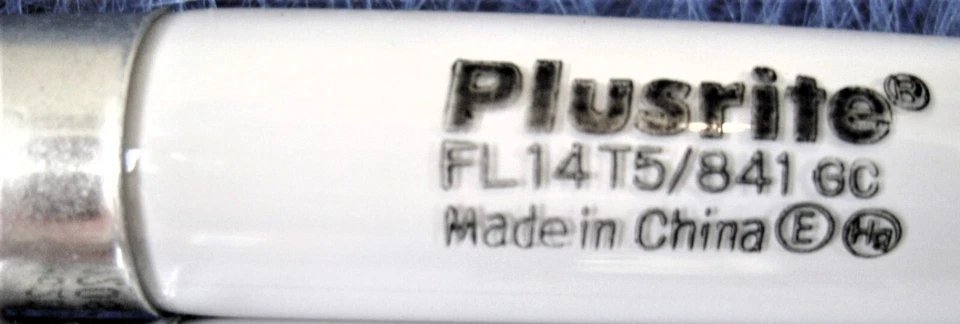 Plusrite®
FL14T5/841 GC
Made in China Ⓔ Hg